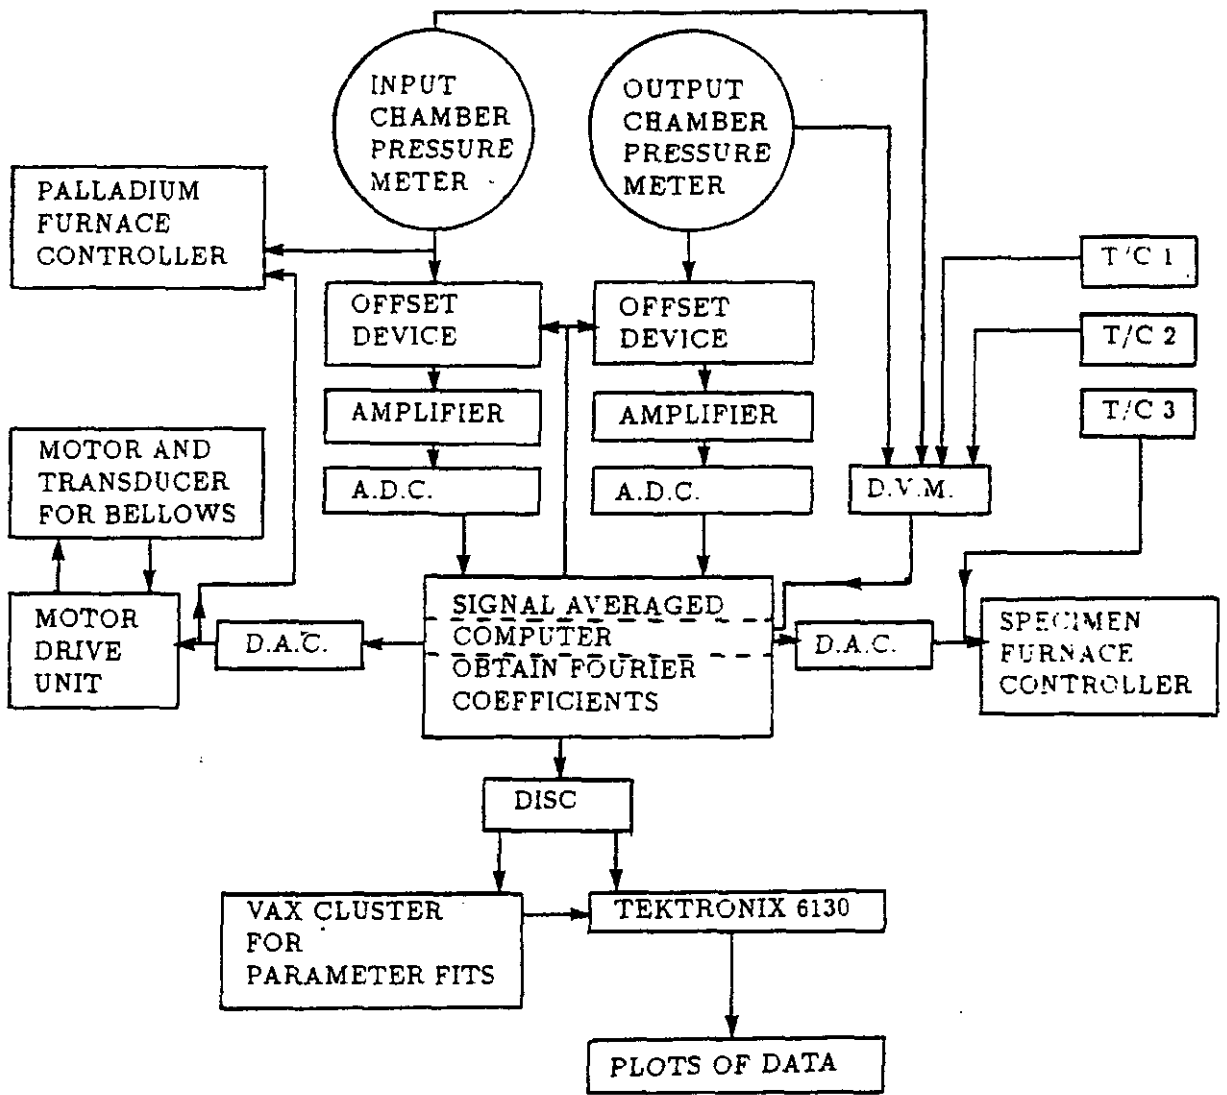 INPUT
CHAMBER
PRESSURE
METER
OUTPUT
CHAMBER
PRESSURE
METER
PALLADIUM
FURNACE
CONTROLLER
T/C 1
T/C 2
T/C 3
OFFSET
DEVICE
OFFSET
DEVICE
AMPLIFIER
AMPLIFIER
MOTOR AND
TRANSDUCER
FOR BELLOWS
A.D.C.
A.D.C.
D.V.M.
SIGNAL AVERAGED
COMPUTER
OBTAIN FOURIER
COEFFICIENTS
MOTOR
DRIVE
UNIT
D.A.C.
D.A.C.
SPECIMEN
FURNACE
CONTROLLER
DISC
VAX CLUSTER
FOR
PARAMETER FITS
TEKTRONIX 6130
PLOTS OF DATA